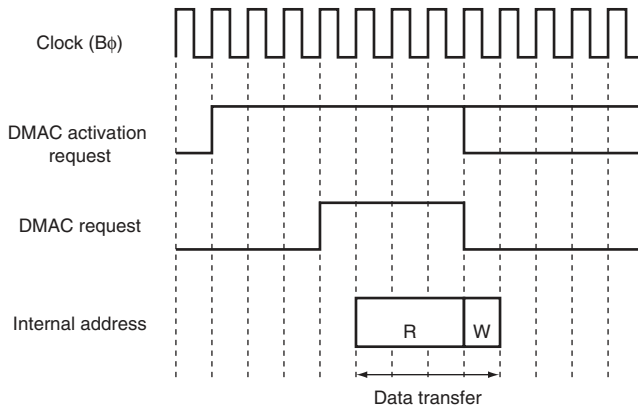 Clock (Bϕ)
DMAC activation
request
DMAC request
Internal address
R
W
Data transfer